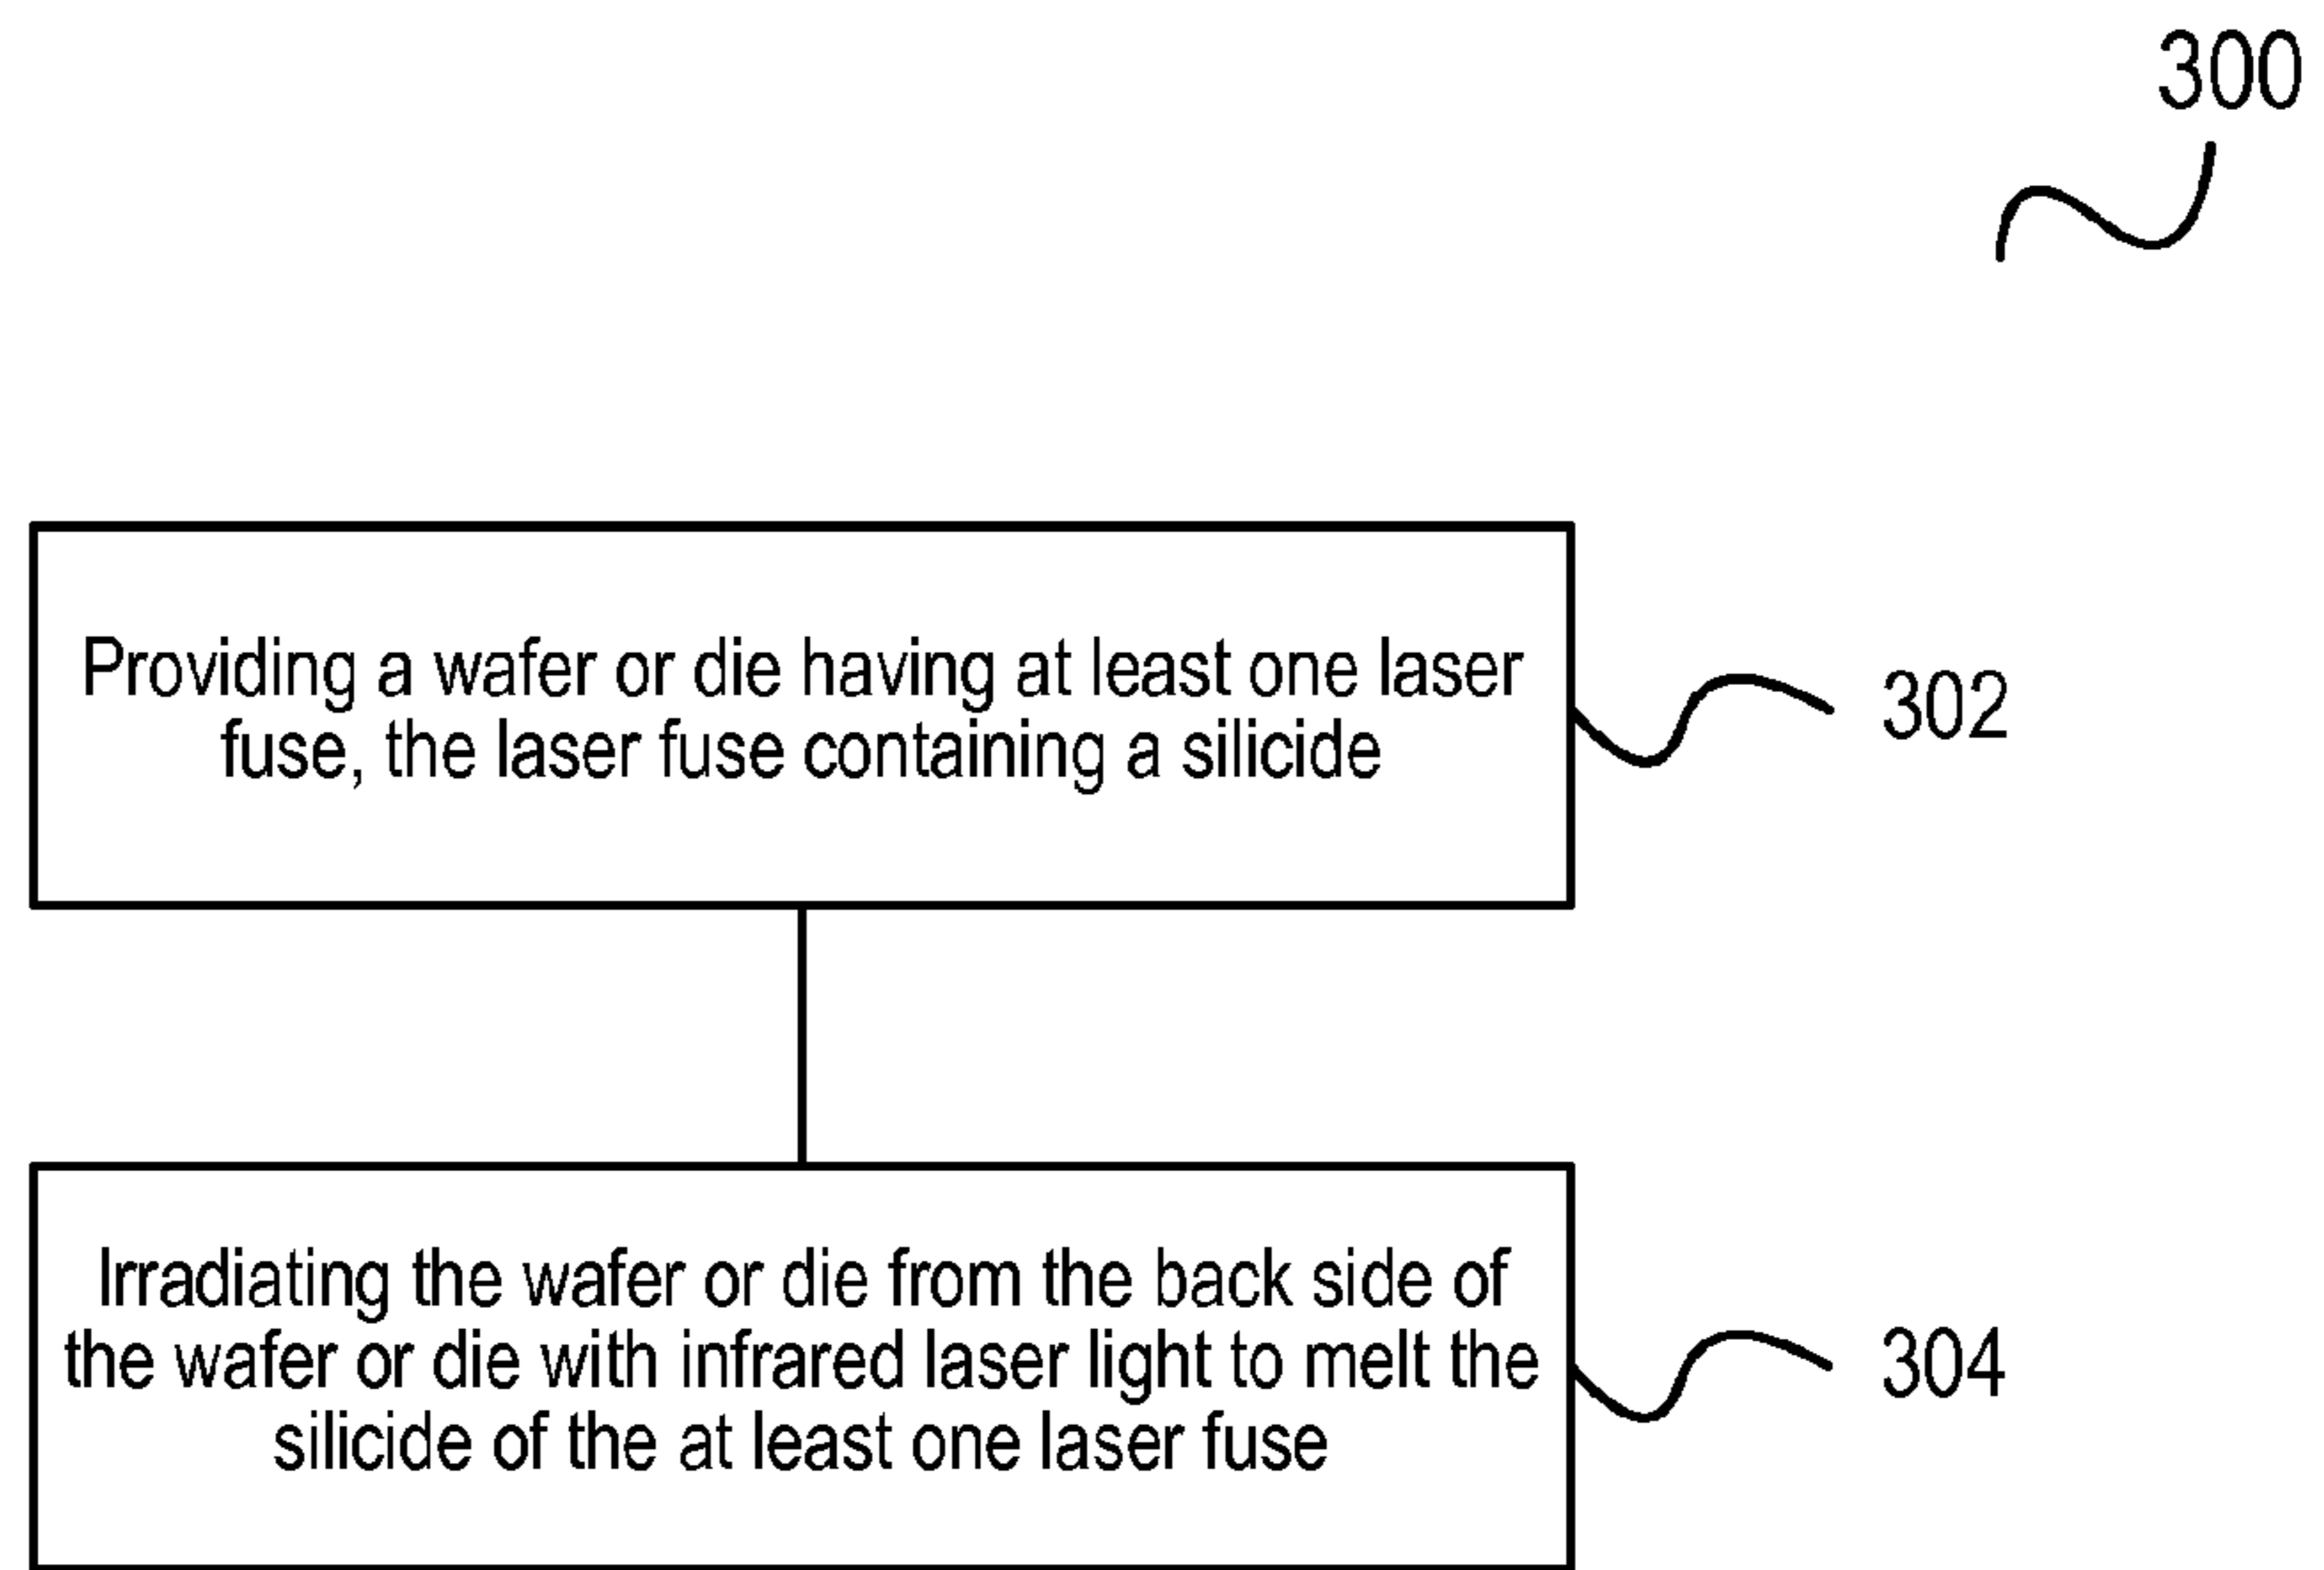 300
Providing a wafer or die having at least one laser
fuse, the laser fuse containing a silicide
302
Irradiating the wafer or die from the back side of
the wafer or die with infrared laser light to melt the
silicide of the at least one laser fuse
304